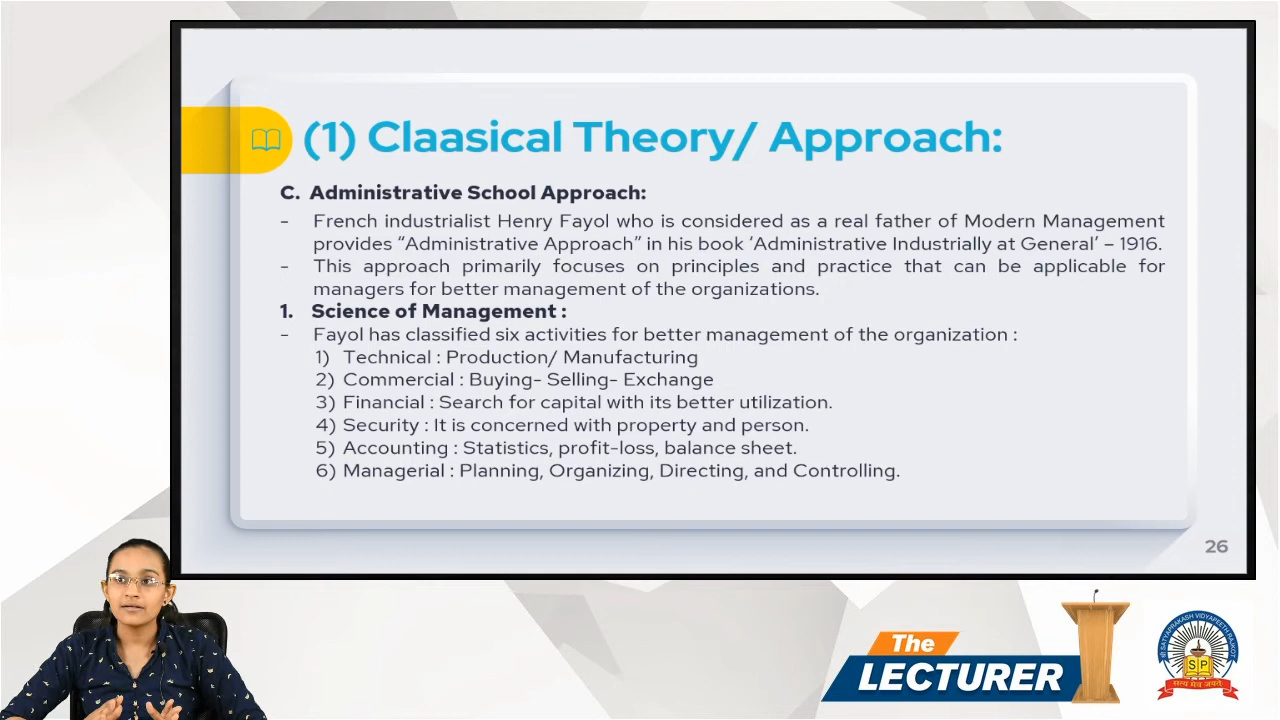 (1) Claasical Theory/ Approach:
C. Administrative School Approach:
- French industrialist Henry Fayol who is considered as a real father of Modern Management
provides “Administrative Approach” in his book ‘Administrative Industrially at General’ – 1916.
- This approach primarily focuses on principles and practice that can be applicable for
managers for better management of the organizations.
1. Science of Management :
- Fayol has classified six activities for better management of the organization :
1) Technical : Production/ Manufacturing
2) Commercial : Buying- Selling- Exchange
3) Financial : Search for capital with its better utilization.
4) Security : It is concerned with property and person.
5) Accounting : Statistics, profit-loss, balance sheet.
6) Managerial : Planning, Organizing, Directing, and Controlling.
26
The
LECTURER
SATYAPRAKASH VIDYAPEETH RAJKOT
S P
सत्य मेव जयते